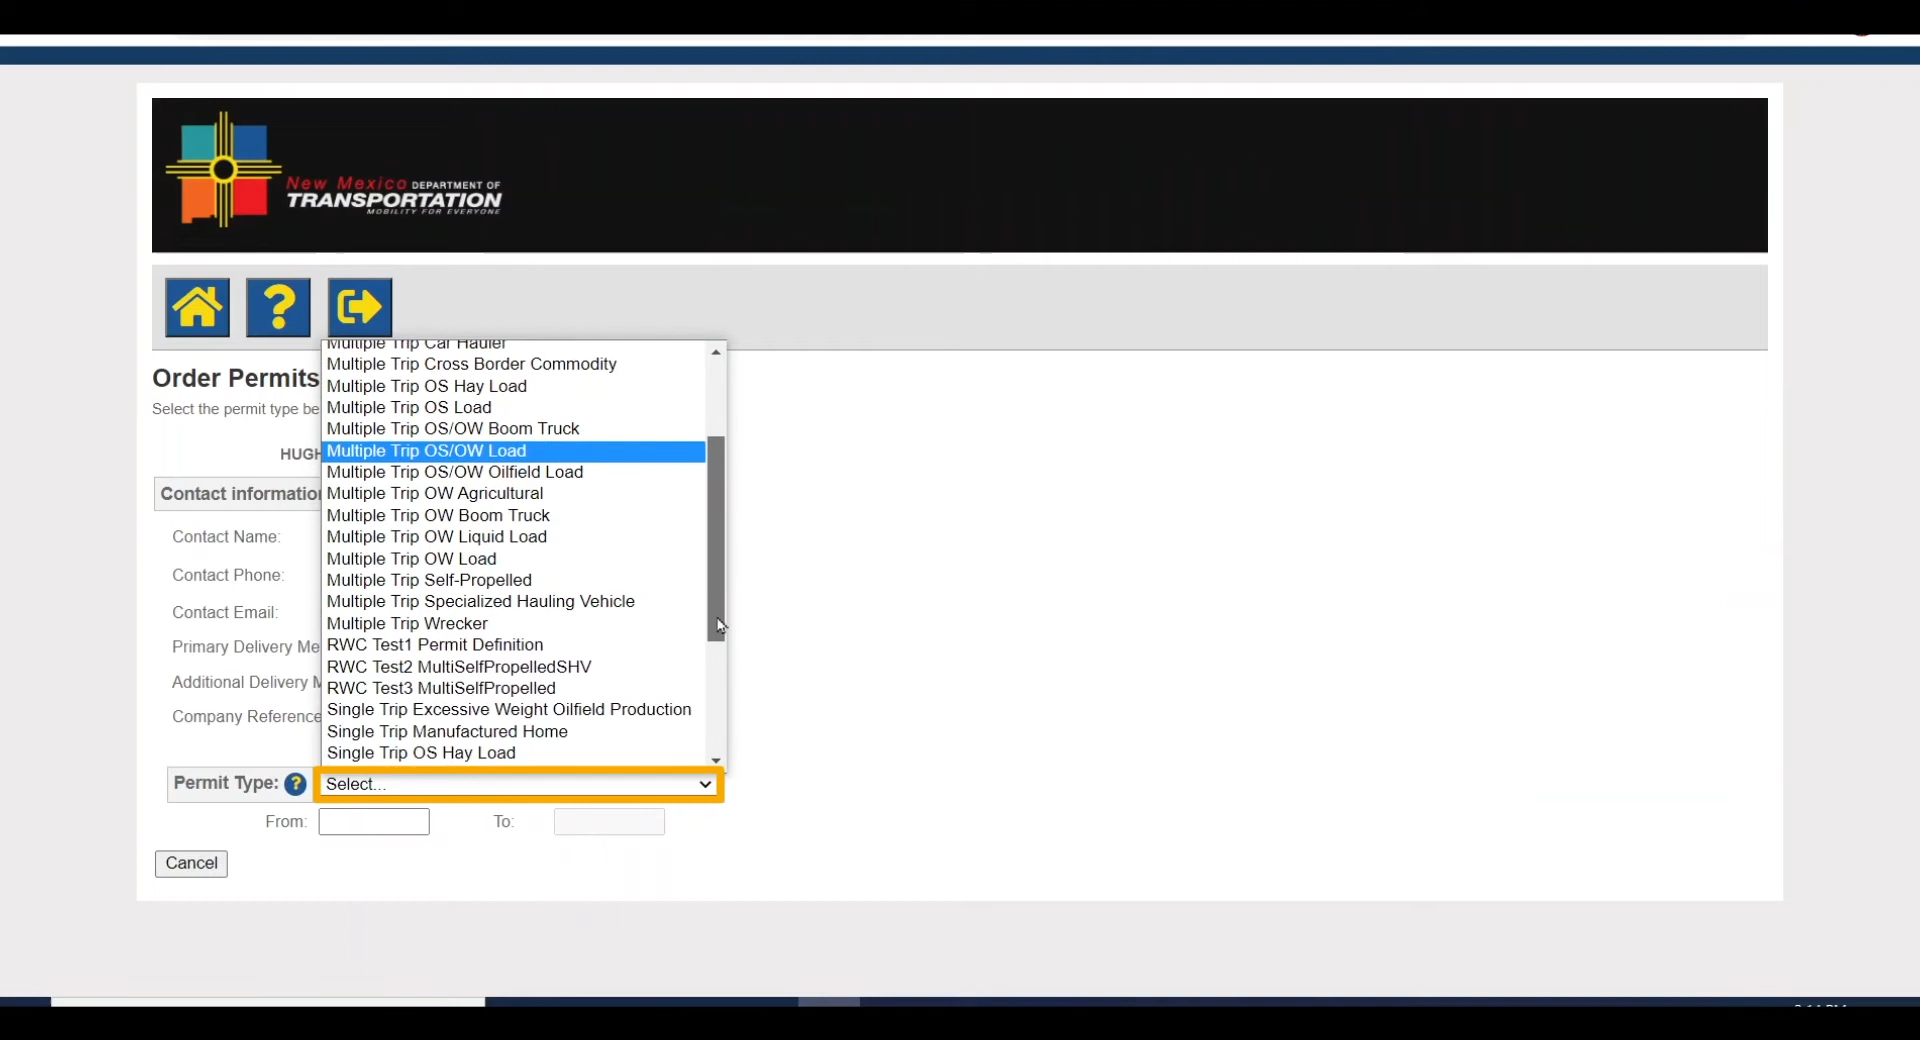 New Mexico DEPARTMENT OF
TRANSPORTATION
MOBILITY FOR EVERYONE
Order Permits
Select the permit type be
HUGH
Contact information
Contact Name:
Contact Phone:
Contact Email:
Primary Delivery Me
Additional Delivery M
Company Reference
Multiple Trip Car Hauler
Multiple Trip Cross Border Commodity
Multiple Trip OS Hay Load
Multiple Trip OS Load
Multiple Trip OS/OW Boom Truck
Multiple Trip OS/OW Load
Multiple Trip OS/OW Oilfield Load
Multiple Trip OW Agricultural
Multiple Trip OW Boom Truck
Multiple Trip OW Liquid Load
Multiple Trip OW Load
Multiple Trip Self-Propelled
Multiple Trip Specialized Hauling Vehicle
Multiple Trip Wrecker
RWC Test1 Permit Definition
RWC Test2 MultiSelfPropelledSHV
RWC Test3 MultiSelfPropelled
Single Trip Excessive Weight Oilfield Production
Single Trip Manufactured Home
Single Trip OS Hay Load
Permit Type: ? Select...
From: To:
Cancel